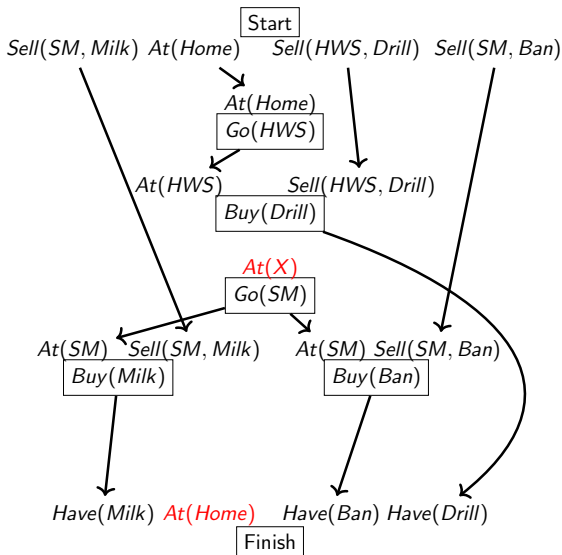 Start
Sell(SM, Milk) At(Home) Sell(HWS, Drill) Sell(SM, Ban)
At(Home)
Go(HWS)
At(HWS) Sell(HWS, Drill)
Buy(Drill)
At(X)
Go(SM)
At(SM) Sell(SM, Milk) At(SM) Sell(SM, Ban)
Buy(Milk) Buy(Ban)
Have(Milk) At(Home) Have(Ban) Have(Drill)
Finish